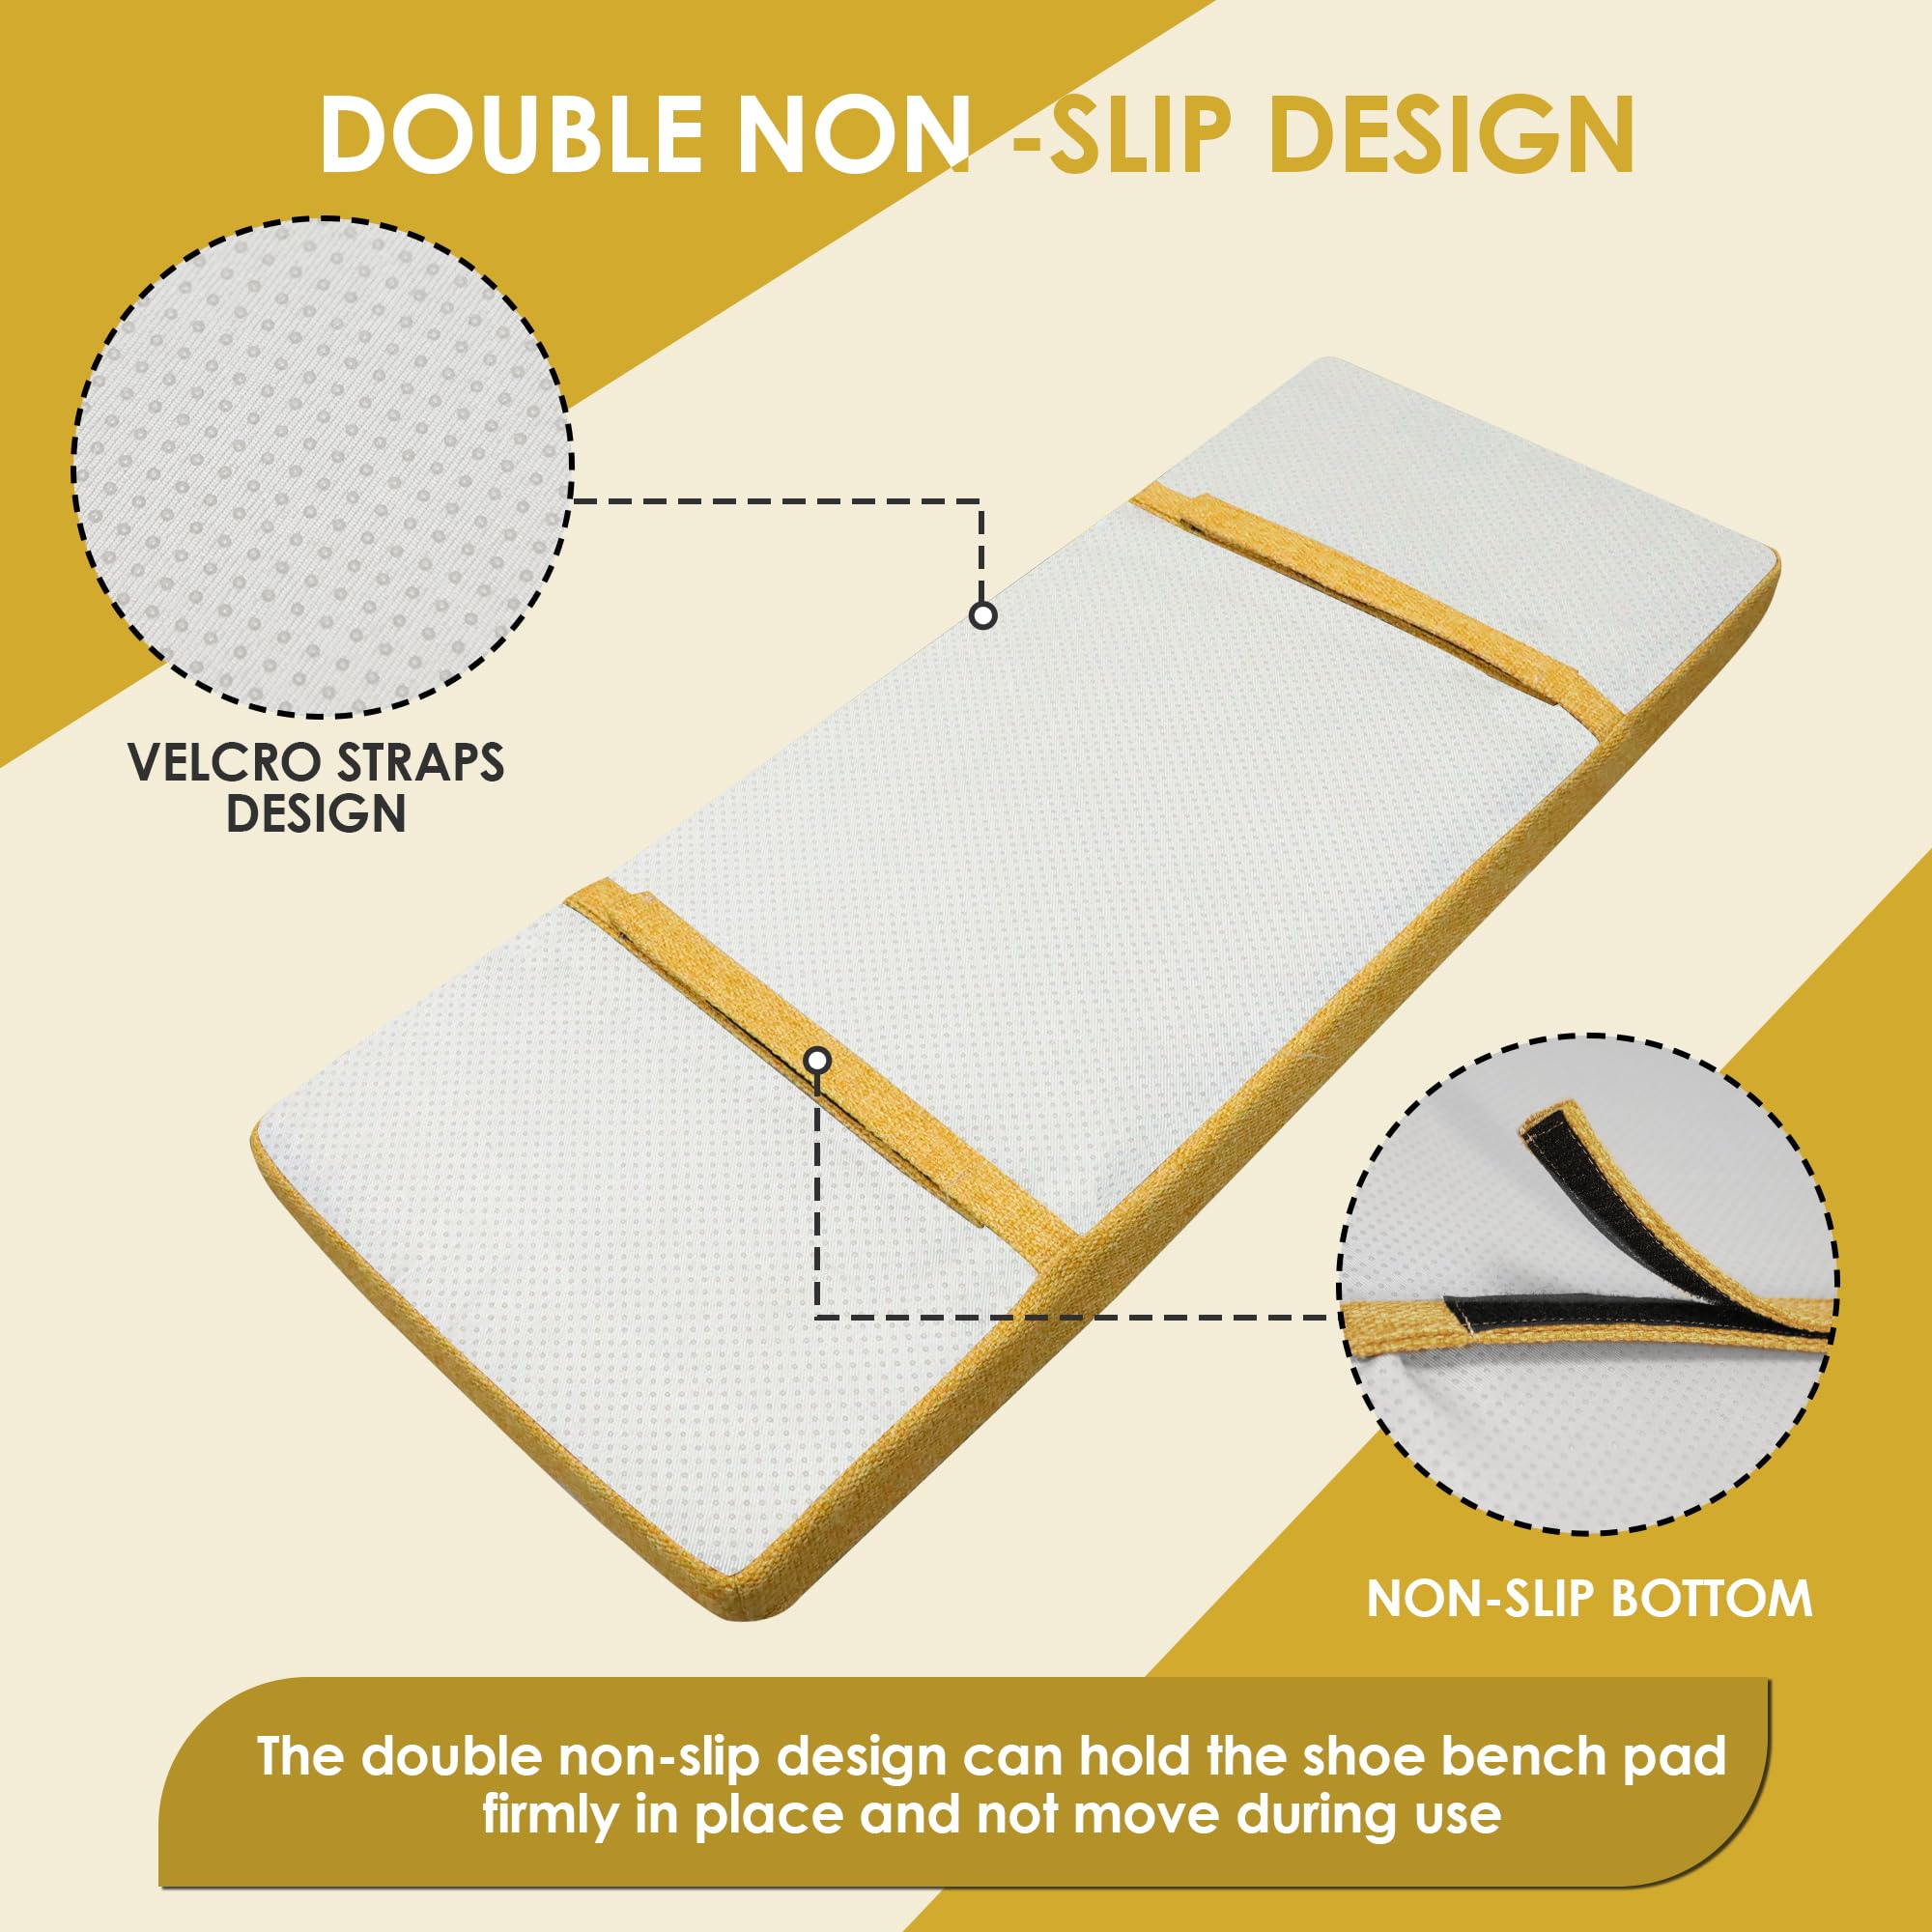 DOUBLE NON -SLIP DESIGN
VELCRO STRAPS
DESIGN
NON-SLIP BOTTOM
The double non-slip design can hold the shoe bench pad
firmly in place and not move during use